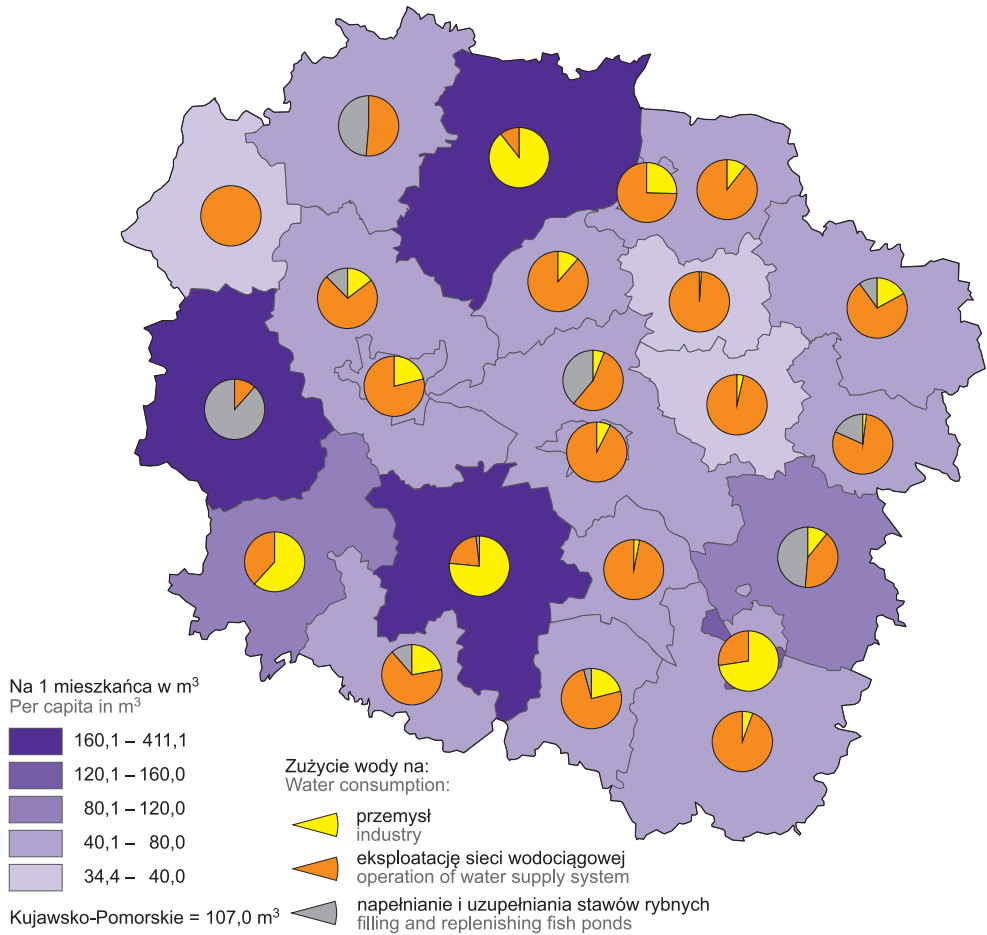 Na 1 mieszkańca w m³
Per capita in m³
160,1 – 411,1
120,1 – 160,0
80,1 – 120,0
40,1 – 80,0
34,4 – 40,0
Kujawsko-Pomorskie = 107,0 m³
Zużycie wody na:
Water consumption:
przemysł
industry
eksploatację sieci wodociągowej
operation of water supply system
napełnianie i uzupełniania stawów rybnych
filling and replenishing fish ponds